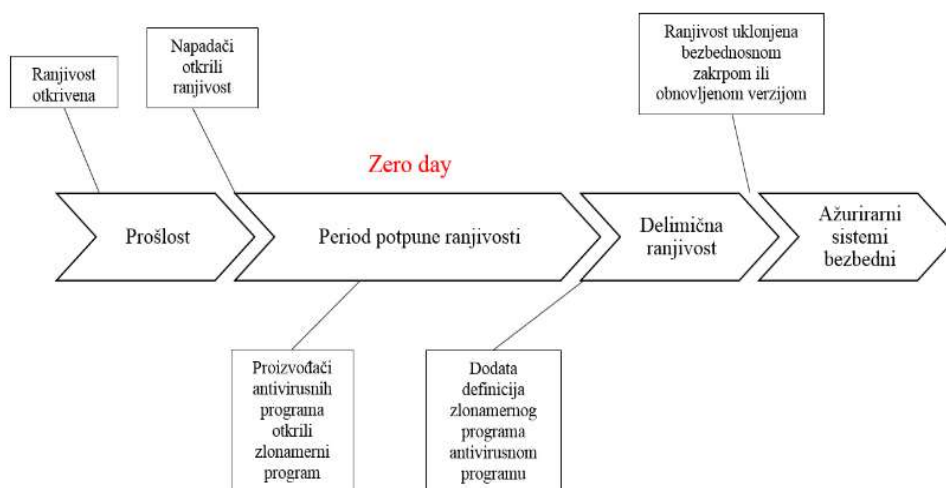 Ranjivost
otkrivena
Napadači
otkrili
ranjivost
Ranjivost uklonjena
bezbednosnom
zakrpom ili
obnovljenom verzijom
Zero day
Prošlost
Period potpune ranjivosti
Delimična
ranjivost
Ažurirarni
sistemi
bezbedni
Proizvođači
antivirusnih
programa
otkrili
zlonamerni
program
Dodata
definicija
zlonamernog
programa
antivirusnom
programu